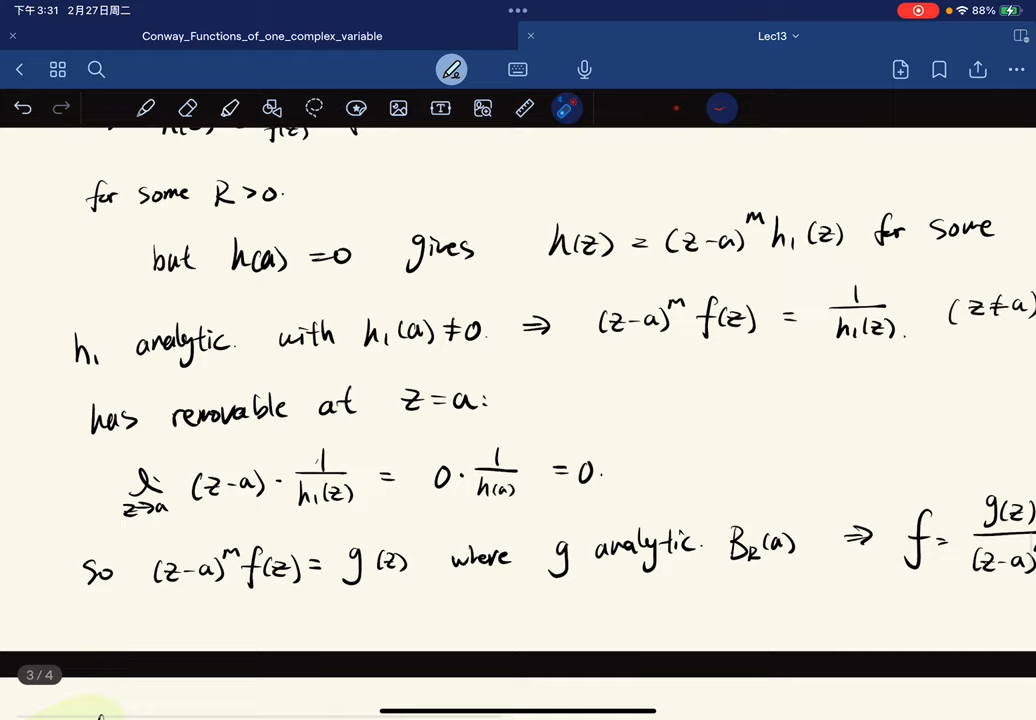 下午3:31 2月27日周二
88%
Conway_Functions_of_one_complex_variable
Lec13
h(z) = 1/f(z)
for some R>0.
but h(a) =0 gives h(z) = (z-a)^m h₁(z) for some
h₁ analytic. with h₁(a) ≠0. ⇒ (z-a)^m f(z) = 1/h₁(z). (z≠a)
has removable at z=a:
lim_{z→a} (z-a) · 1/h₁(z) = 0 · 1/h(a) =0.
So (z-a)^m f(z) = g(z) where g analytic. B_R(a) ⇒ f= g(z)/(z-a)
3 / 4